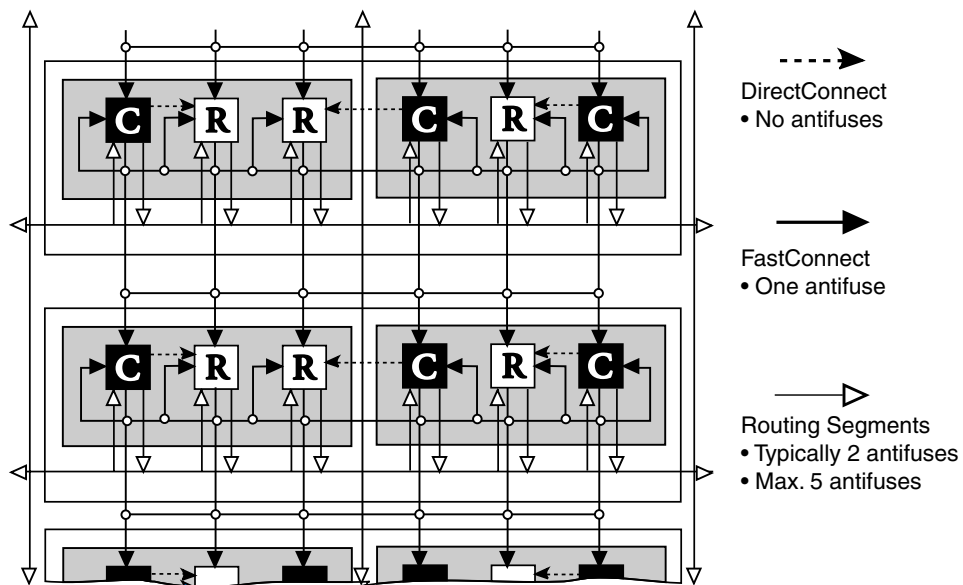 C R R C R C
DirectConnect
• No antifuses
FastConnect
• One antifuse
C R R C R C
Routing Segments
• Typically 2 antifuses
• Max. 5 antifuses